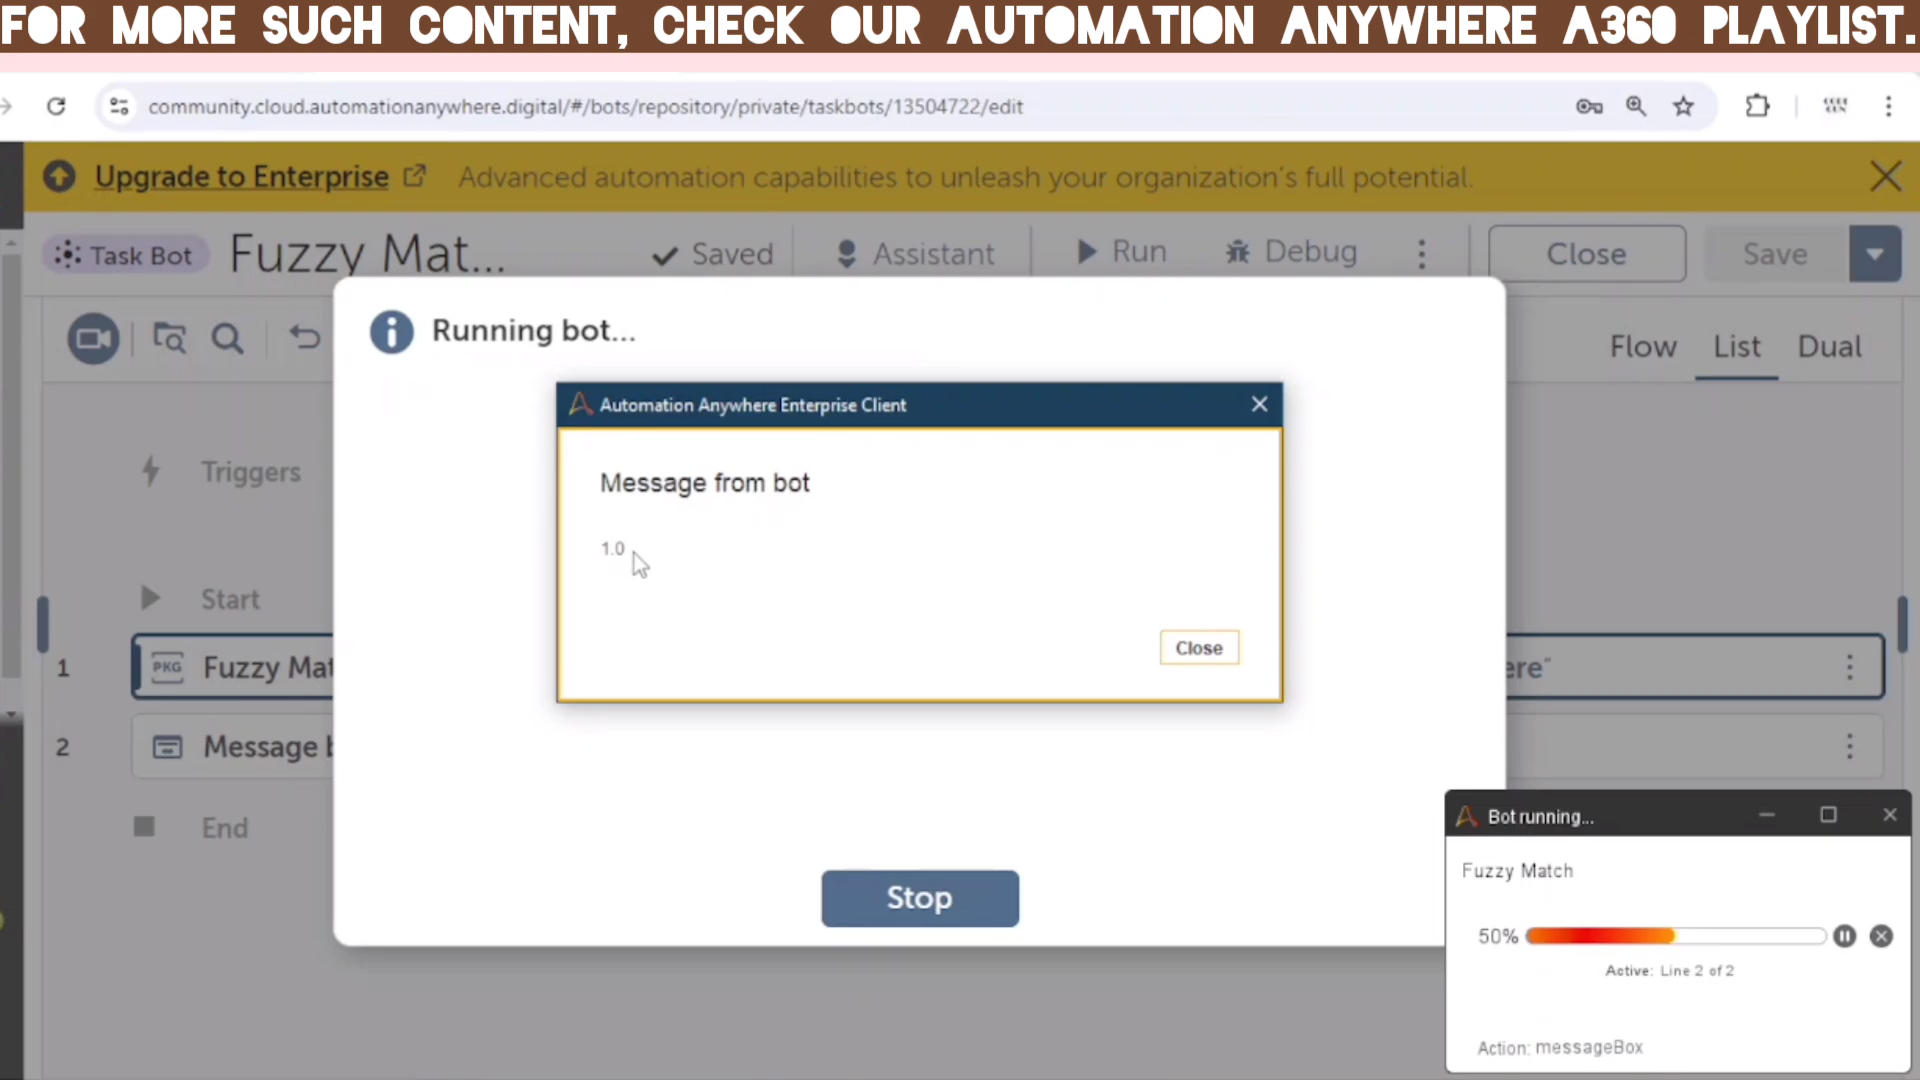 FOR MORE SUCH CONTENT, CHECK OUR AUTOMATION ANYWHERE A360 PLAYLIST.
community.cloud.automationanywhere.digital/#/bots/repository/private/taskbots/13504722/edit
Upgrade to Enterprise Advanced automation capabilities to unleash your organization's full potential.
Task Bot Fuzzy Mat... Saved Assistant Run Debug Close Save
Running bot...
Flow List Dual
Automation Anywhere Enterprise Client
Message from bot
1.0
Close
Triggers
Start
1 PKG Fuzzy Mat ere"
2 Message b
End
Stop
Bot running...
Fuzzy Match
50%
Active: Line 2 of 2
Action: messageBox